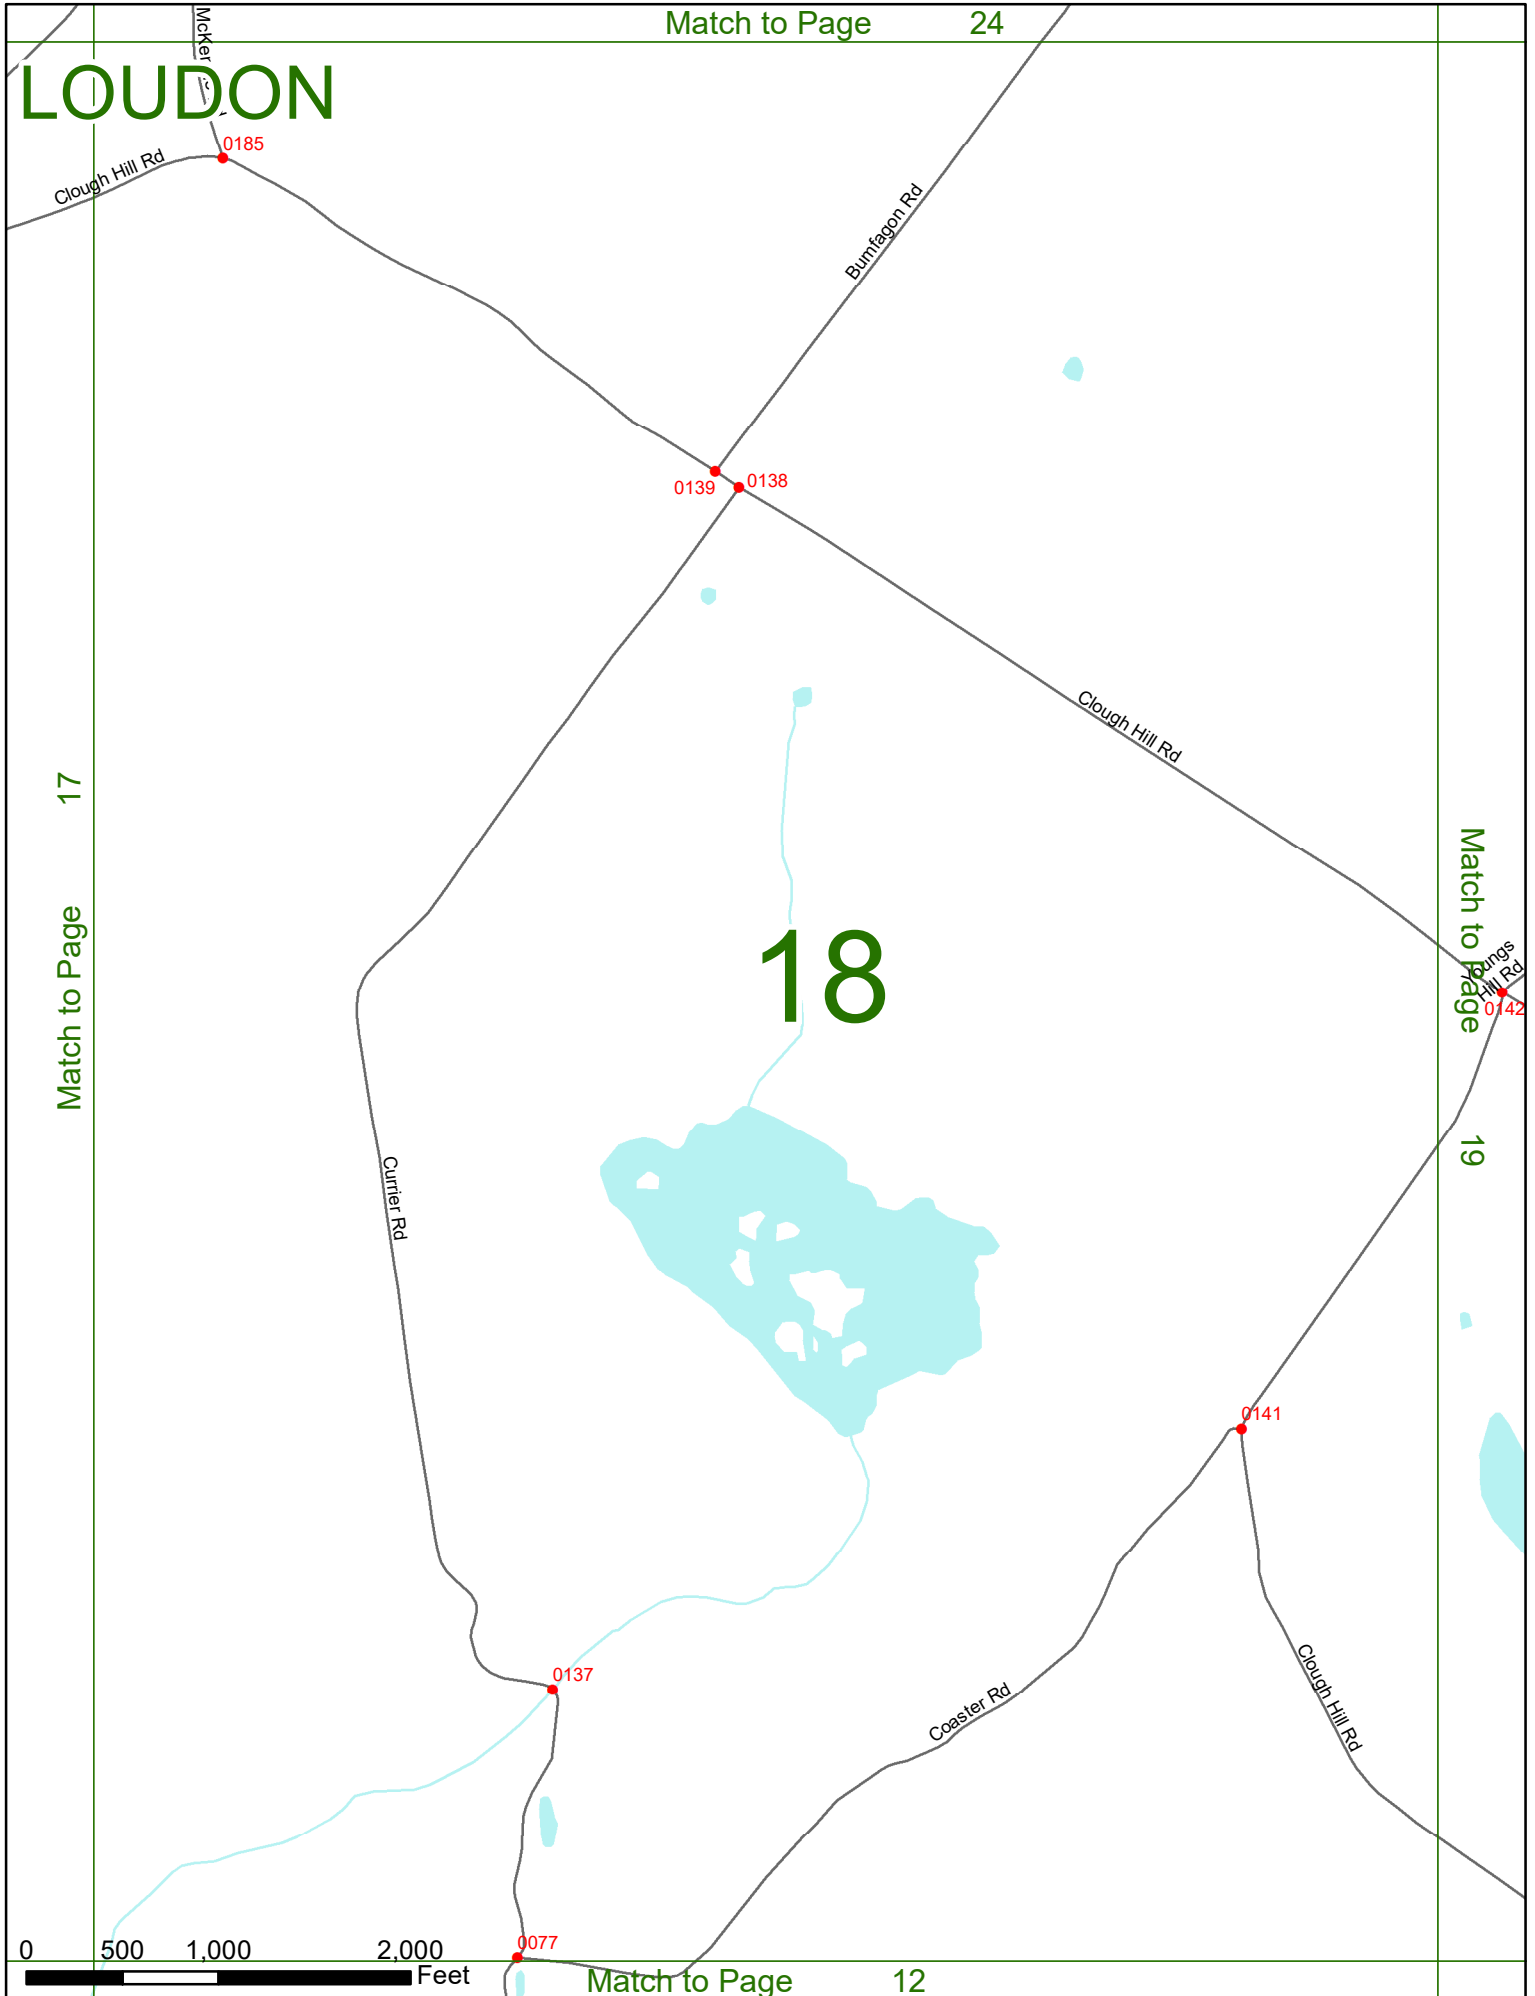 Match to Page 24
LOUDON
0185
Clough Hill Rd
Bumfagon Rd
0139
0138
Clough Hill Rd
Match to Page 17
18
Match to Page 19
Youngs
Hill Rd
0142
Currier Rd
0141
0137
Coaster Rd
Clough Hill Rd
0077
0 500 1,000 2,000
Feet
Match to Page 12